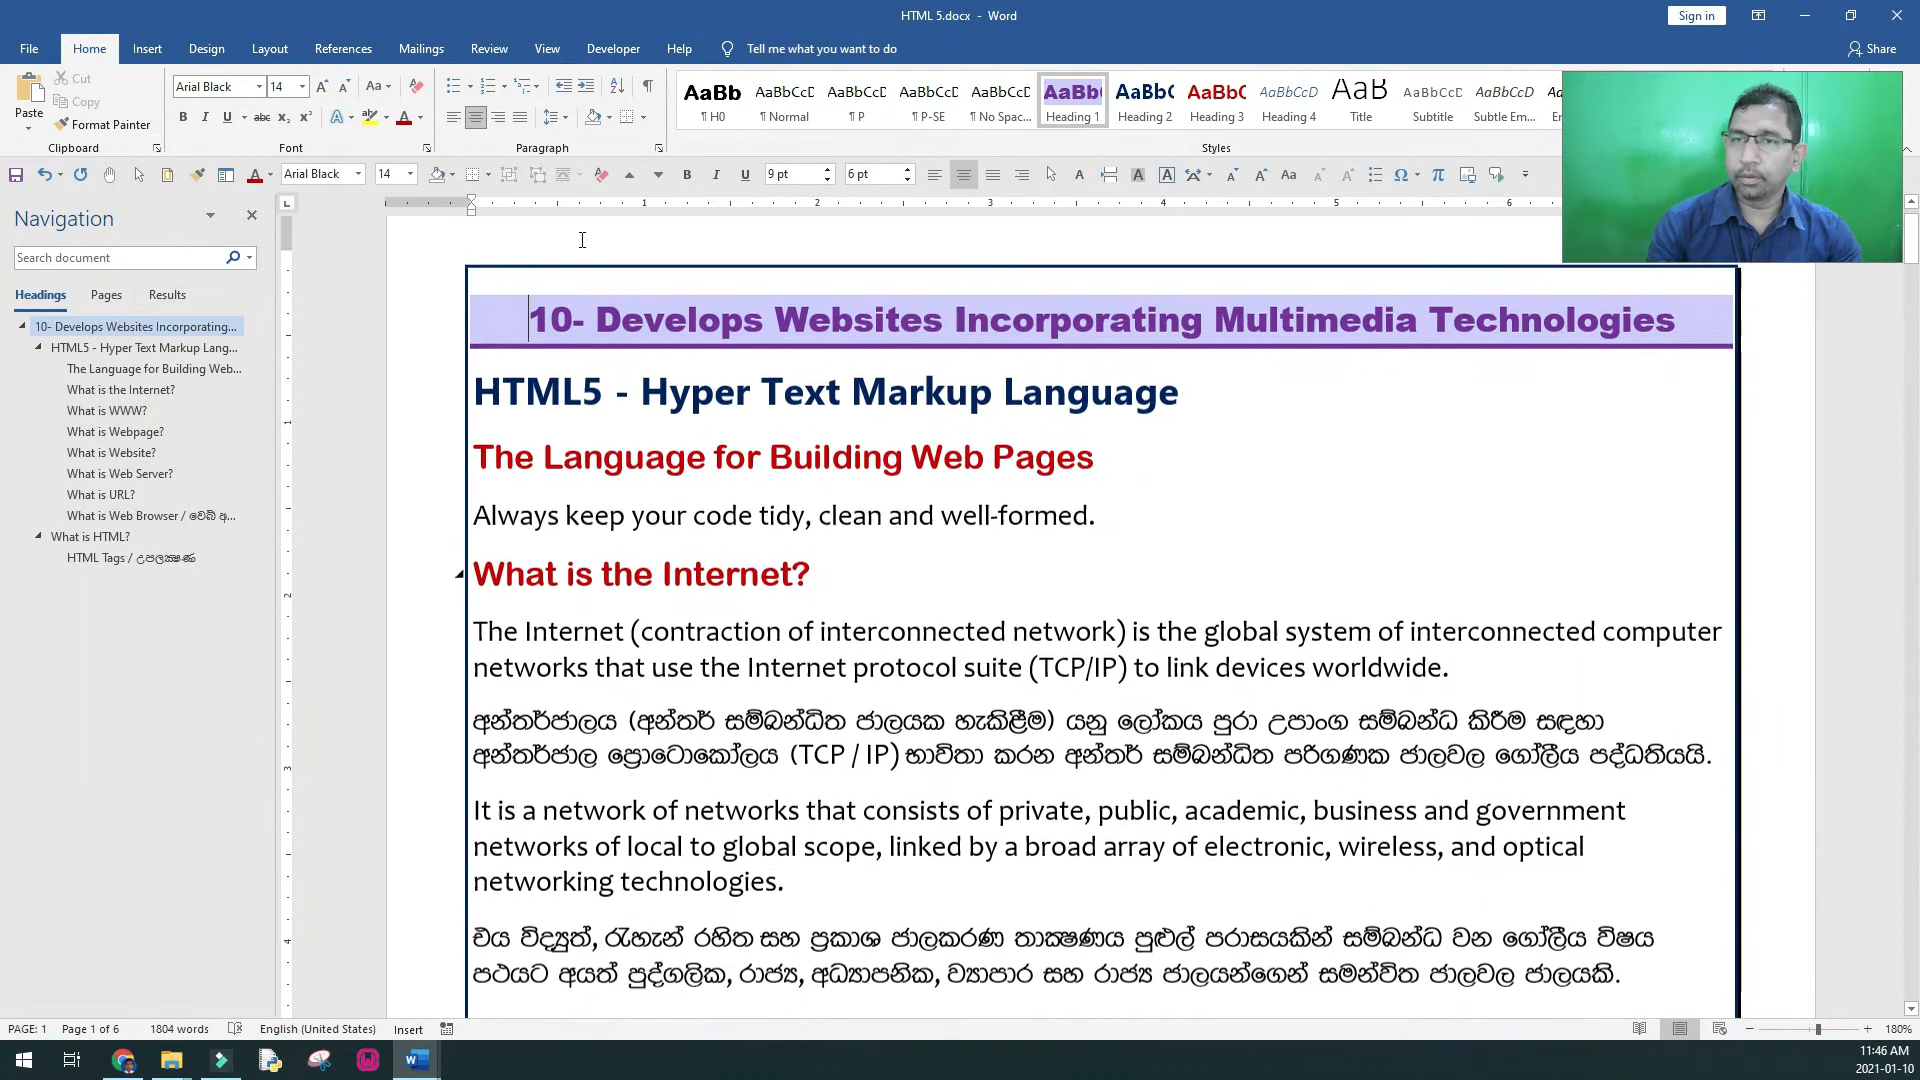 HTML 5.docx - Word
Sign in
File Home Insert Design Layout References Mailings Review View Developer Help Tell me what you want to do Share
Paste
Cut
Copy
Format Painter
Clipboard
Arial Black 14
Font
Paragraph
AaBb AaBbCcD AaBbCcD AaBbCcD AaBbCcD AaBb AaBbC AaBbC AaBbCcD AaB AaBbCcD AaBbCcD
¶ H0 ¶ Normal ¶ P ¶ P-SE ¶ No Spac... Heading 1 Heading 2 Heading 3 Heading 4 Title Subtitle Subtle Em...
Styles
Arial Black 14 9 pt 6 pt
1 2 3 4 5 6
Navigation
Search document
Headings Pages Results
10- Develops Websites Incorporating...
HTML5 - Hyper Text Markup Lang...
The Language for Building Web...
What is the Internet?
What is WWW?
What is Webpage?
What is Website?
What is Web Server?
What is URL?
What is Web Browser / වෙබ් අ...
What is HTML?
HTML Tags / උපලක්‍ෂණ
10- Develops Websites Incorporating Multimedia Technologies
HTML5 - Hyper Text Markup Language
The Language for Building Web Pages
Always keep your code tidy, clean and well-formed.
What is the Internet?
The Internet (contraction of interconnected network) is the global system of interconnected computer
networks that use the Internet protocol suite (TCP/IP) to link devices worldwide.
අන්තර්ජාලය (අන්තර් සම්බන්ධිත ජාලයක හැකිළීම) යනු ලෝකය පුරා උපාංග සම්බන්ධ කිරීම සඳහා
අන්තර්ජාල ප්‍රොටොකෝලය (TCP / IP) භාවිතා කරන අන්තර් සම්බන්ධිත පරිගණක ජාලවල ගෝලීය පද්ධතියයි.
It is a network of networks that consists of private, public, academic, business and government
networks of local to global scope, linked by a broad array of electronic, wireless, and optical
networking technologies.
එය විද්‍යුත්, රැහැන් රහිත සහ ප්‍රකාශ ජාලකරණ තාක්‍ෂණය පුළුල් පරාසයකින් සම්බන්ධ වන ගෝලීය විෂය
පථයට අයත් පුද්ගලික, රාජ්‍ය, අධ්‍යාපනික, ව්‍යාපාර සහ රාජ්‍ය ජාලයන්ගෙන් සමන්විත ජාලවල ජාලයකි.
PAGE: 1 Page 1 of 6 1804 words English (United States) Insert 180%
11:46 AM
2021-01-10